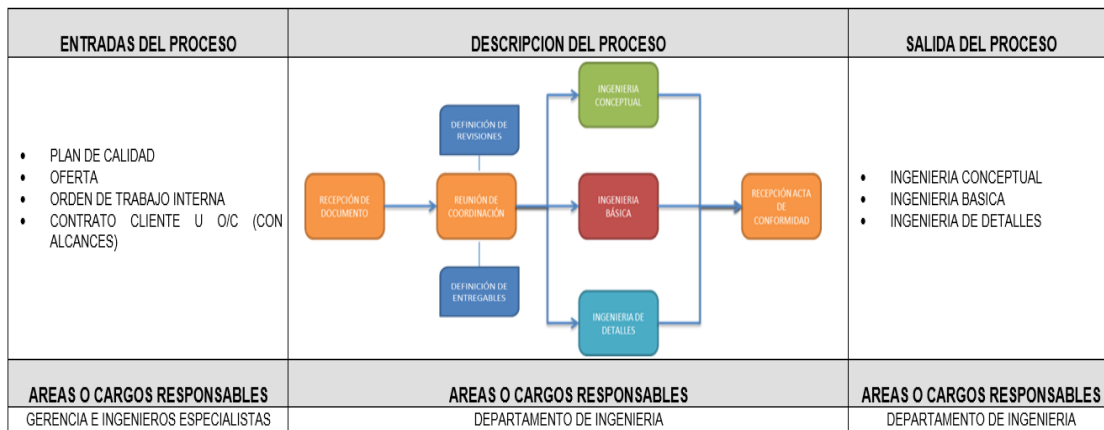 ENTRADAS DEL PROCESO
DESCRIPCION DEL PROCESO
SALIDA DEL PROCESO
• PLAN DE CALIDAD
• OFERTA
• ORDEN DE TRABAJO INTERNA
• CONTRATO CLIENTE U O/C (CON
ALCANCES)
RECEPCIÓN DE
DOCUMENTO
DEFINICIÓN DE
REVISIONES
REUNIÓN DE
COORDINACIÓN
DEFINICIÓN DE
ENTREGABLES
INGENIERIA
CONCEPTUAL
INGENIERIA
BÁSICA
INGENIERIA DE
DETALLES
RECEPCIÓN ACTA
DE
CONFORMIDAD
• INGENIERIA CONCEPTUAL
• INGENIERIA BASICA
• INGENIERIA DE DETALLES
AREAS O CARGOS RESPONSABLES
AREAS O CARGOS RESPONSABLES
AREAS O CARGOS RESPONSABLES
GERENCIA E INGENIEROS ESPECIALISTAS
DEPARTAMENTO DE INGENIERIA
DEPARTAMENTO DE INGENIERIA